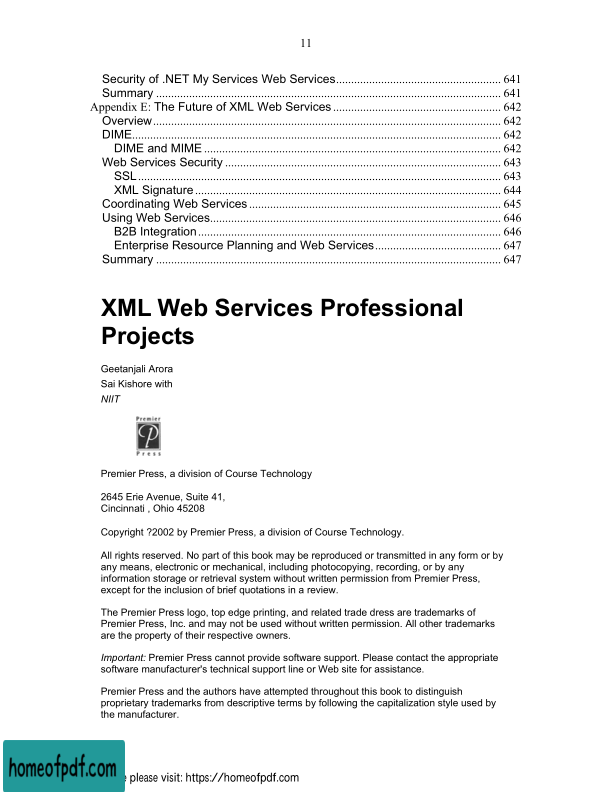 11
Security of .NET My Services Web Services....................................................... 641
Summary ................................................................................................................... 641
Appendix E: The Future of XML Web Services ........................................................ 642
Overview.................................................................................................................... 642
DIME........................................................................................................................... 642
DIME and MIME ................................................................................................... 642
Web Services Security ............................................................................................ 643
SSL ......................................................................................................................... 643
XML Signature ...................................................................................................... 644
Coordinating Web Services .................................................................................... 645
Using Web Services................................................................................................. 646
B2B Integration ..................................................................................................... 646
Enterprise Resource Planning and Web Services.......................................... 647
Summary ................................................................................................................... 647
XML Web Services Professional
Projects
Geetanjali Arora
Sai Kishore with
NIIT
Premier
P
Press
Premier Press, a division of Course Technology
2645 Erie Avenue, Suite 41,
Cincinnati , Ohio 45208
Copyright ?2002 by Premier Press, a division of Course Technology.
All rights reserved. No part of this book may be reproduced or transmitted in any form or by
any means, electronic or mechanical, including photocopying, recording, or by any
information storage or retrieval system without written permission from Premier Press,
except for the inclusion of brief quotations in a review.
The Premier Press logo, top edge printing, and related trade dress are trademarks of
Premier Press, Inc. and may not be used without written permission. All other trademarks
are the property of their respective owners.
Important: Premier Press cannot provide software support. Please contact the appropriate
software manufacturer's technical support line or Web site for assistance.
Premier Press and the authors have attempted throughout this book to distinguish
proprietary trademarks from descriptive terms by following the capitalization style used by
the manufacturer.
homeofpdf.com
please visit: https://homeofpdf.com